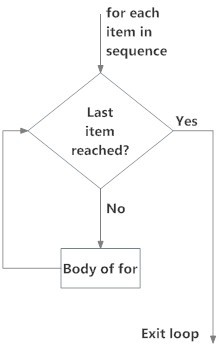 for each
item in
sequence
Last
item
reached?
Yes
No
Body of for
Exit loop